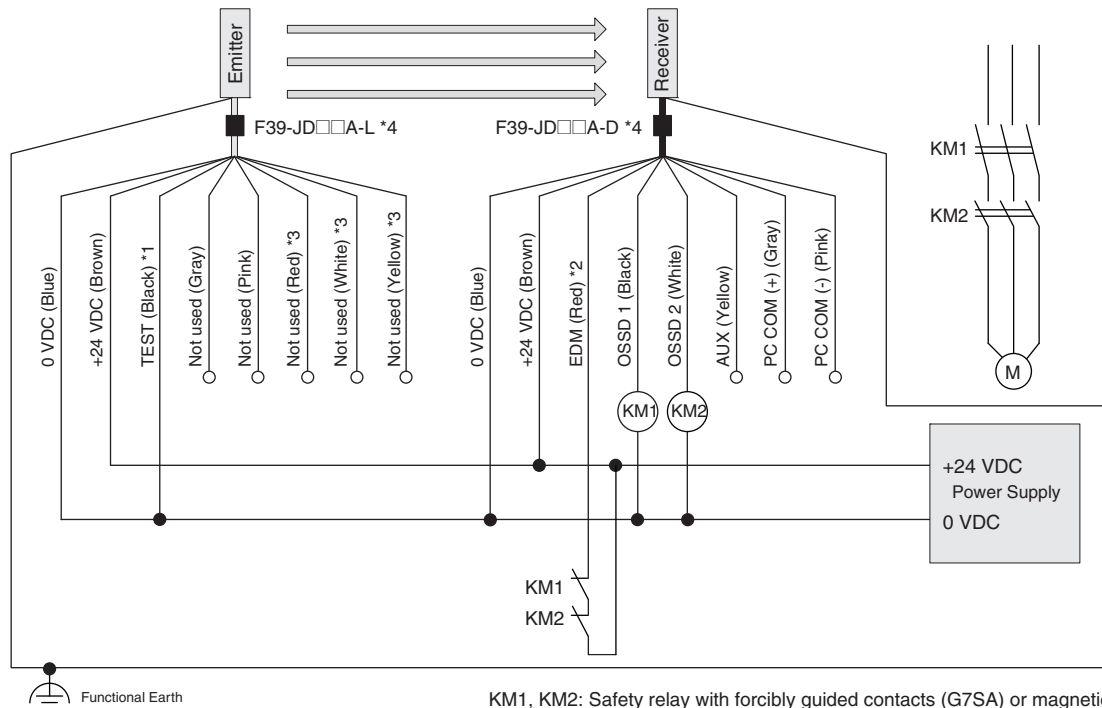 Emitter
Receiver
F39-JD□□A-L *4
F39-JD□□A-D *4
KM1
KM2
0 VDC (Blue)
+24 VDC (Brown)
TEST (Black) *1
Not used (Gray)
Not used (Pink)
Not used (Red) *3
Not used (White) *3
Not used (Yellow) *3
0 VDC (Blue)
+24 VDC (Brown)
EDM (Red) *2
OSSD 1 (Black)
OSSD 2 (White)
AUX (Yellow)
PC COM (+) (Gray)
PC COM (-) (Pink)
M
KM1
KM2
+24 VDC
Power Supply
0 VDC
KM1
KM2
Functional Earth
KM1, KM2: Safety relay with forcibly guided contacts (G7SA) or magnetic